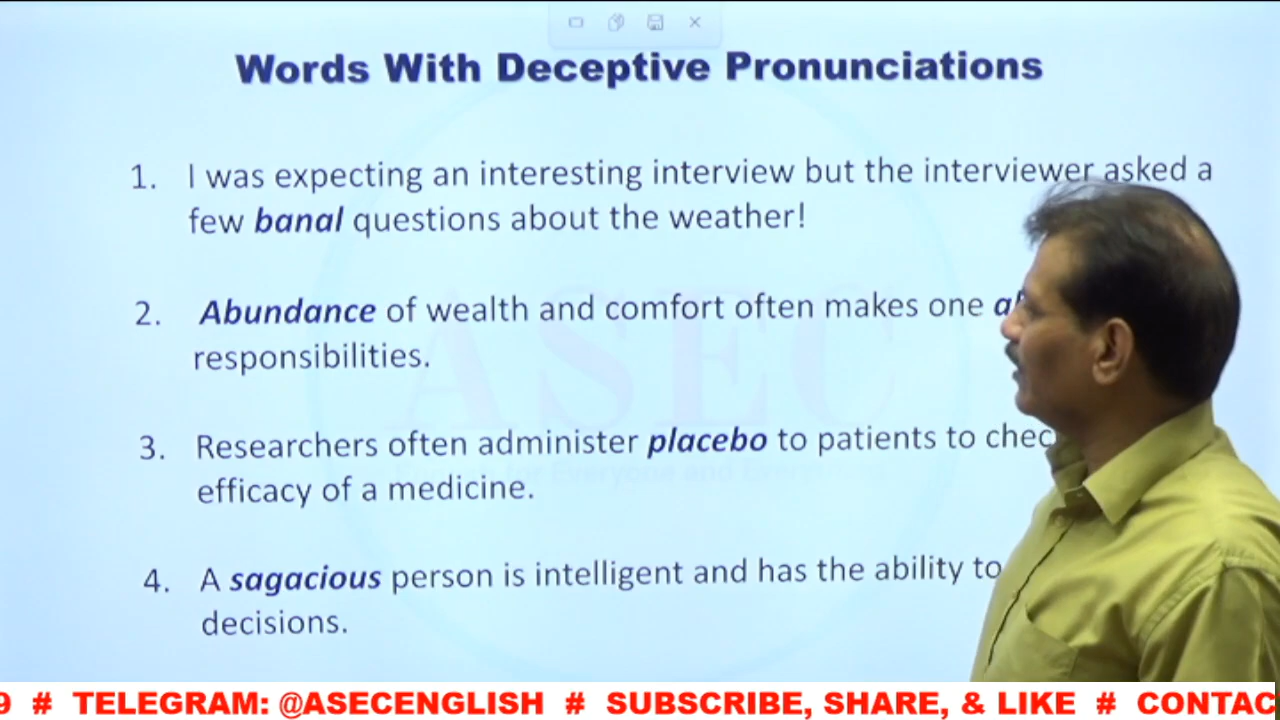 Words With Deceptive Pronunciations
1. I was expecting an interesting interview but the interviewer asked a
few banal questions about the weather!
2. Abundance of wealth and comfort often makes one
responsibilities.
3. Researchers often administer placebo to patients to
efficacy of a medicine.
4. A sagacious person is intelligent and has the ability to
decisions.
ASEC
9 # TELEGRAM: @ASECENGLISH # SUBSCRIBE, SHARE, & LIKE # CONTAC